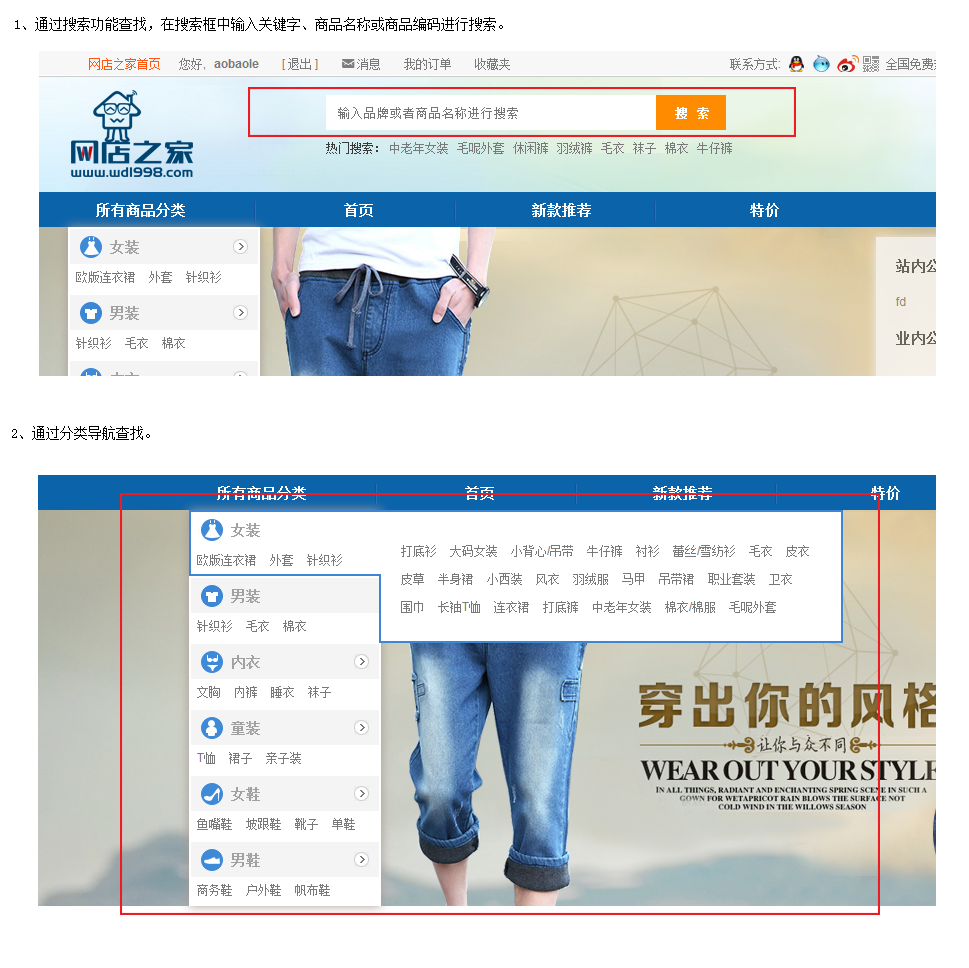 1、通过搜索功能查找，在搜索框中输入关键字、商品名称或商品编码进行搜索。
网店之家首页 您好, aobaole [ 退出 ] 消息 我的订单 收藏夹 联系方式: 全国免费
输入品牌或者商品名称进行搜索 搜 索
网店之家
www.wd1998.com
热门搜索： 中老年女装 毛呢外套 休闲裤 羽绒裤 毛衣 袜子 棉衣 牛仔裤
所有商品分类 首页 新款推荐 特价
女装
欧版连衣裙 外套 针织衫
男装
针织衫 毛衣 棉衣
站内公
fd
业内公
2、通过分类导航查找。
所有商品分类 首页 新款推荐 特价
女装
欧版连衣裙 外套 针织衫
打底衫 大码女装 小背心/吊带 牛仔裤 衬衫 蕾丝/雪纺衫 毛衣 皮衣
皮草 半身裙 小西装 风衣 羽绒服 马甲 吊带裙 职业套装 卫衣
围巾 长袖T恤 连衣裙 打底裤 中老年女装 棉衣/棉服 毛呢外套
男装
针织衫 毛衣 棉衣
内衣
文胸 内裤 睡衣 袜子
童装
T恤 裙子 亲子装
女鞋
鱼嘴鞋 坡跟鞋 靴子 单鞋
男鞋
商务鞋 户外鞋 帆布鞋
穿出你的风格
让你与众不同
WEAR OUT YOUR STYLE
IN ALL THINGS, RADIANT AND ENCHANTING SPRING SCENE IN SUCH A
GOWN FOR WETAPRICOT RAIN BLOWS THE SURFACE NOT
COLD WIND IN THE WILLOWS SEASON